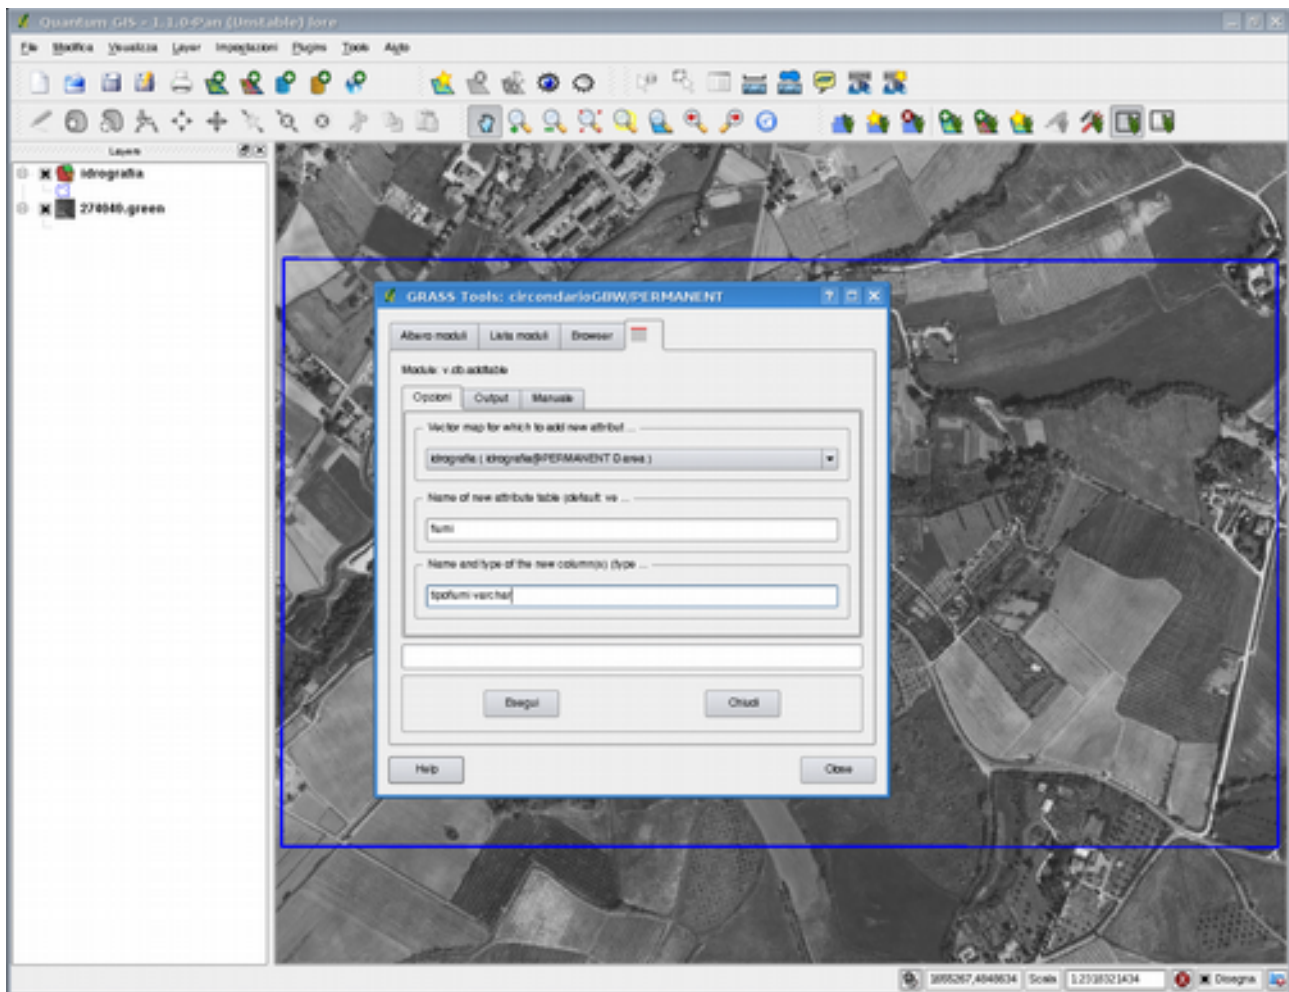 Quantum GIS - 1.1.0-Pan (Unstable) lore
File Modifica Visualizza Layer Impostazioni Plugins Tools Aiuto
Layers
idrografia
274040.green
GRASS Tools: circondarioGBW/PERMANENT
Albero moduli Lista moduli Browser
Module: v.db.addtable
Opzioni Output Manuale
Vector map for which to add new attribut ...
idrografia ( idrografia@PERMANENT 0 area )
Name of new attribute table (default: ve ...
fiumi
Name and type of the new column(s) (type ...
tipofiumi varchar
Esegui Chiudi
Help Close
Scala Disegna